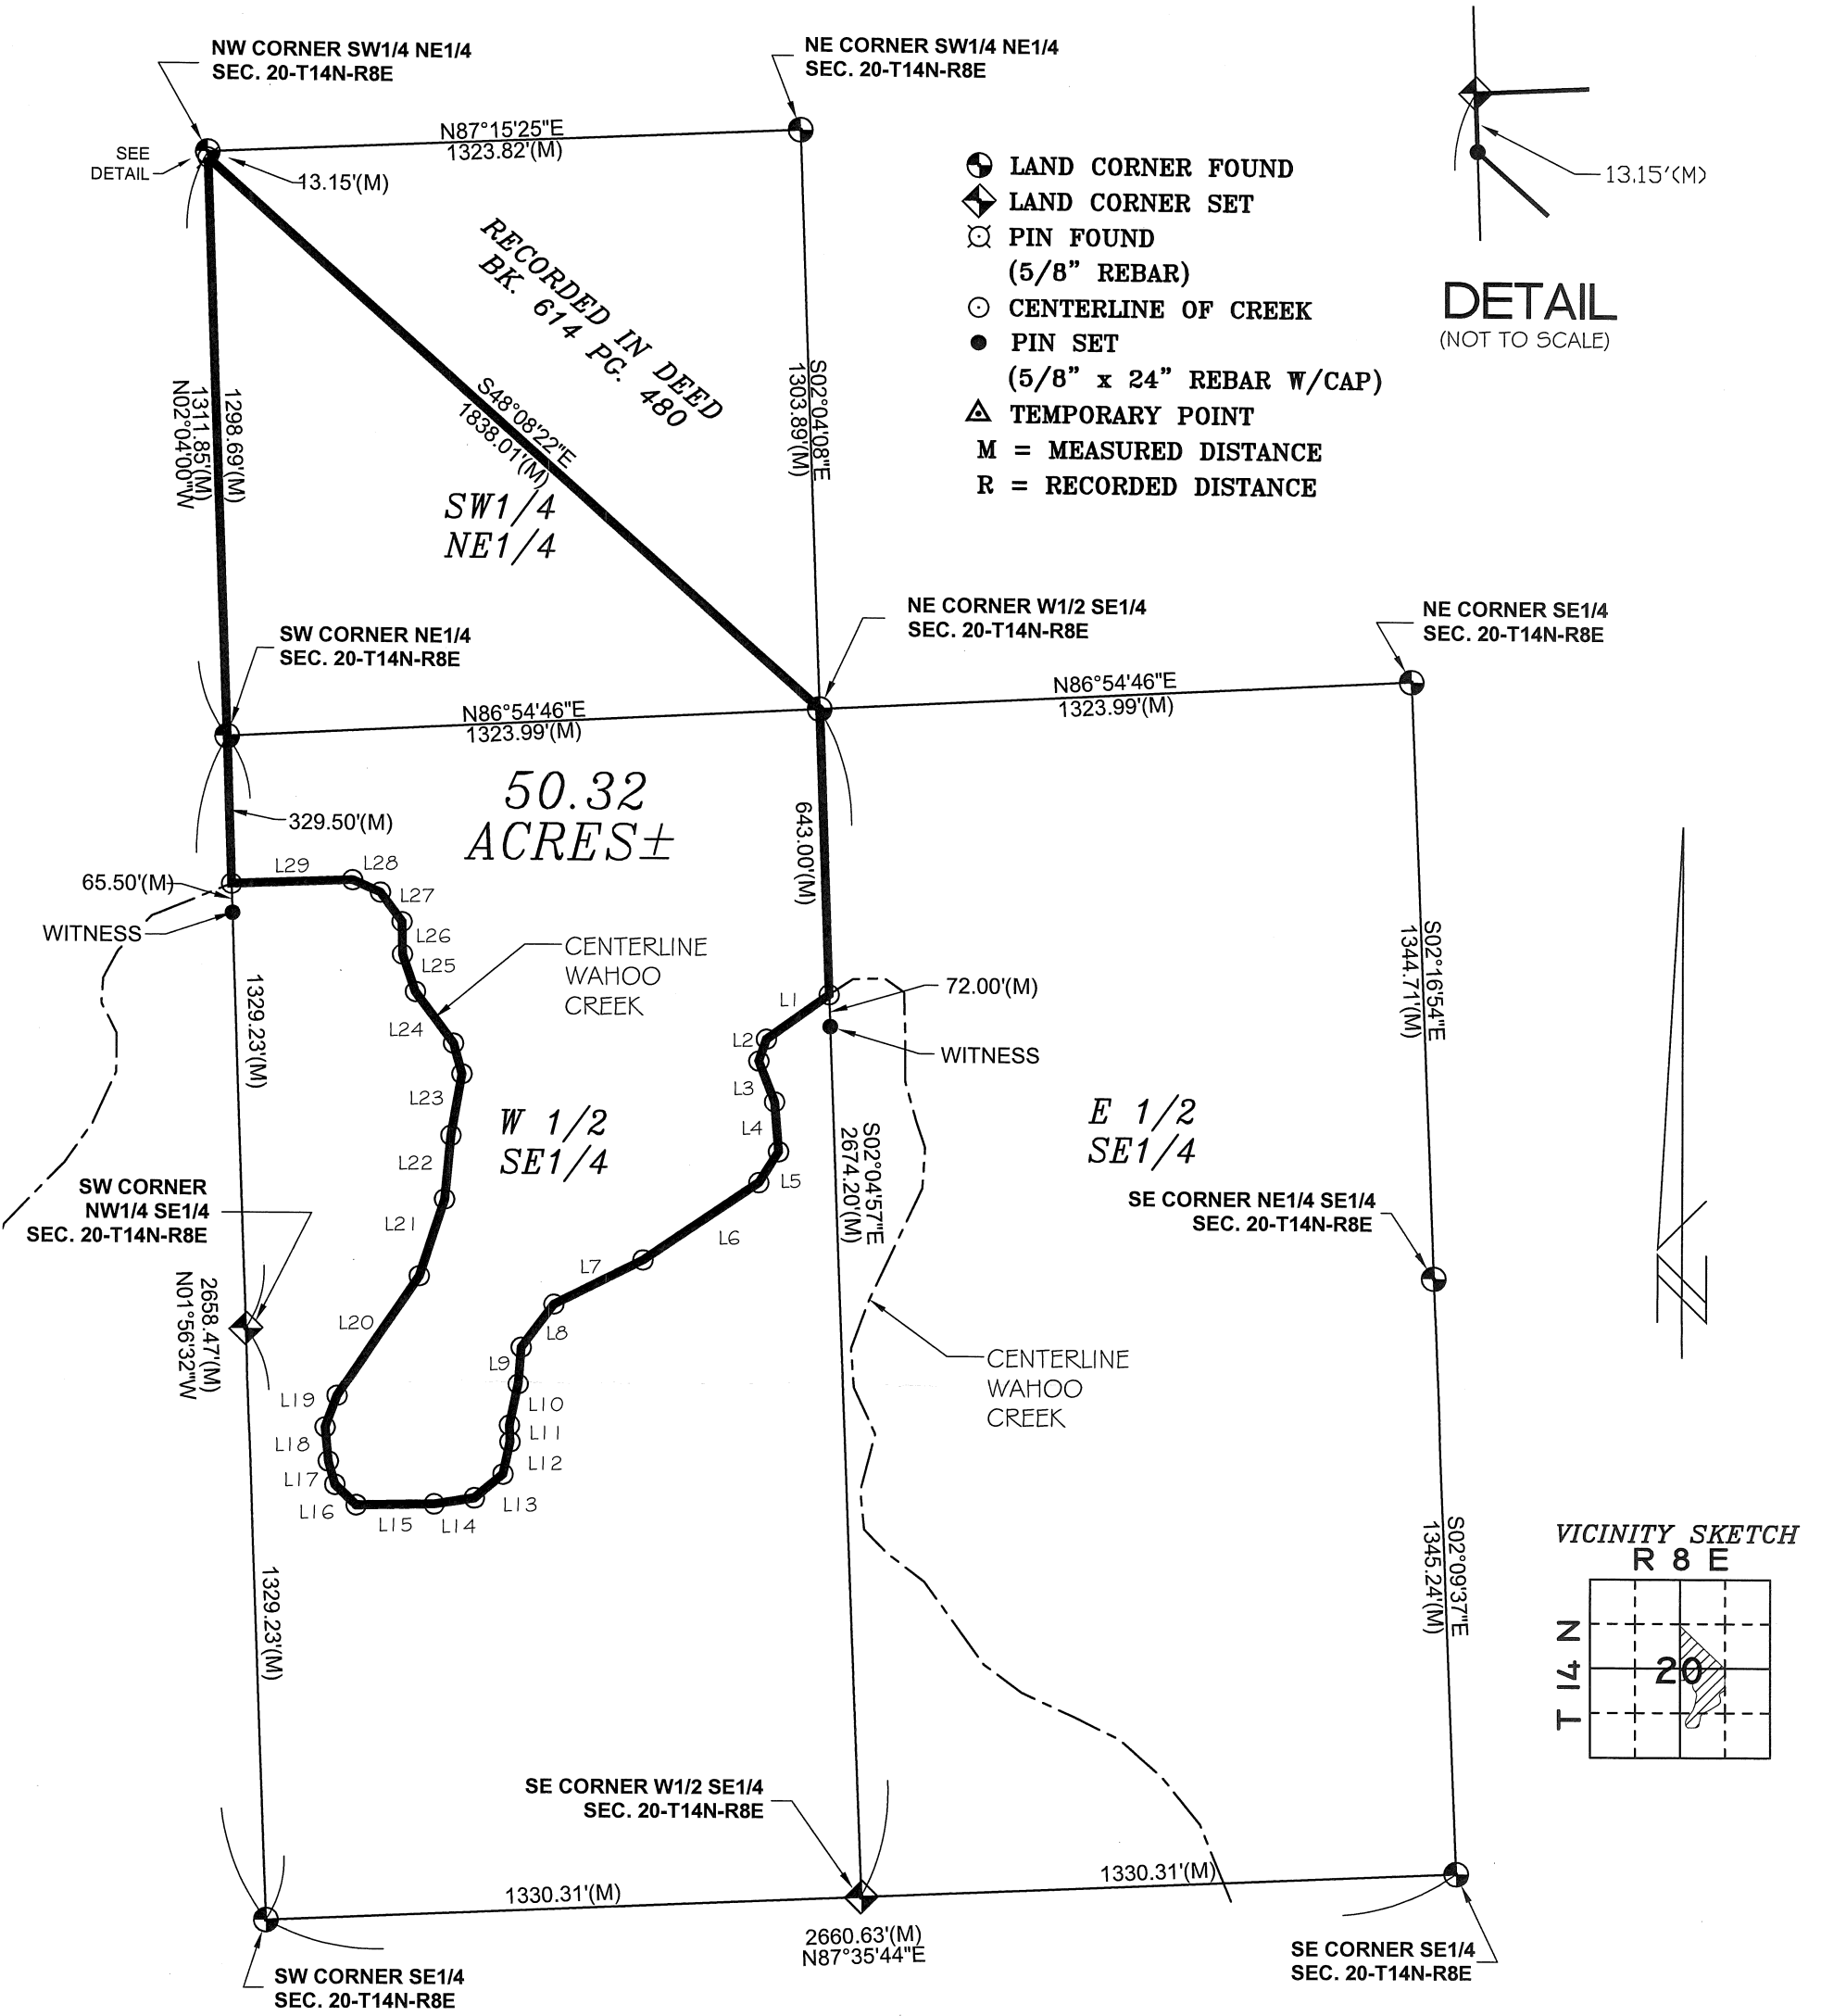 NW CORNER SW1/4 NE1/4
SEC. 20-T14N-R8E
NE CORNER SW1/4 NE1/4
SEC. 20-T14N-R8E
SEE
DETAIL
N87°15'25"E
1323.82'(M)
13.15'(M)
13.15'(M)
DETAIL
(NOT TO SCALE)
LAND CORNER FOUND
LAND CORNER SET
PIN FOUND
(5/8" REBAR)
CENTERLINE OF CREEK
PIN SET
(5/8" x 24" REBAR W/CAP)
TEMPORARY POINT
M = MEASURED DISTANCE
R = RECORDED DISTANCE
RECORDED IN DEED
BK. 614 PG. 480
S48°08'22"E
1838.01'(M)
S02°04'08"E
1303.89'(M)
1298.69'(M)
1311.85'(M)
N02°04'00"W
SW1/4
NE1/4
SW CORNER NE1/4
SEC. 20-T14N-R8E
NE CORNER W1/2 SE1/4
SEC. 20-T14N-R8E
NE CORNER SE1/4
SEC. 20-T14N-R8E
N86°54'46"E
1323.99'(M)
N86°54'46"E
1323.99'(M)
50.32
ACRES±
329.50'(M)
643.00'(M)
65.50'(M)
WITNESS
L29
L28
L27
L26
L25
L24
L23
L22
L21
L20
L19
L18
L17
L16
L15
L14
L13
L12
L11
L10
L9
L8
L7
L6
L5
L4
L3
L2
L1
CENTERLINE
WAHOO
CREEK
72.00'(M)
WITNESS
1329.23'(M)
W 1/2
SE1/4
E 1/2
SE1/4
S02°16'54"E
1344.71'(M)
S02°04'57"E
2674.20'(M)
SW CORNER
NW1/4 SE1/4
SEC. 20-T14N-R8E
SE CORNER NE1/4 SE1/4
SEC. 20-T14N-R8E
2658.47'(M)
N01°56'32"W
CENTERLINE
WAHOO
CREEK
N
1329.23'(M)
S02°09'37"E
1345.24'(M)
VICINITY SKETCH
R 8 E
T 14 N
20
SE CORNER W1/2 SE1/4
SEC. 20-T14N-R8E
1330.31'(M)
1330.31'(M)
2660.63'(M)
N87°35'44"E
SW CORNER SE1/4
SEC. 20-T14N-R8E
SE CORNER SE1/4
SEC. 20-T14N-R8E